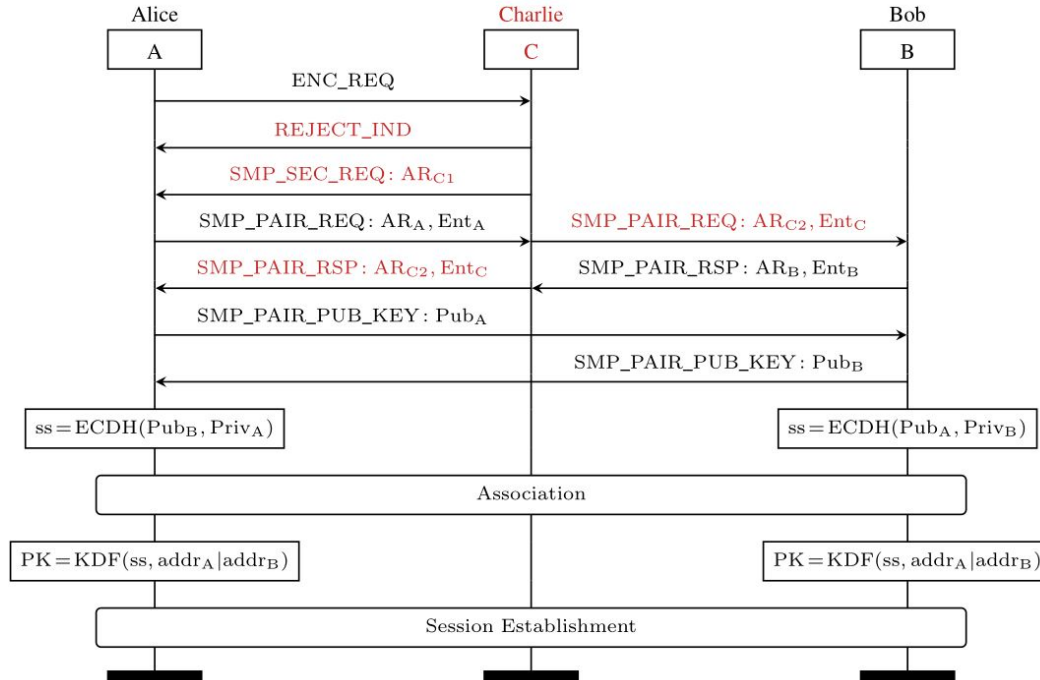 Alice Charlie Bob
A C B
ENC_REQ
REJECT_IND
SMP_SEC_REQ: AR_C1
SMP_PAIR_REQ: AR_A, Ent_A SMP_PAIR_REQ: AR_C2, Ent_C
SMP_PAIR_RSP: AR_C2, Ent_C SMP_PAIR_RSP: AR_B, Ent_B
SMP_PAIR_PUB_KEY: Pub_A
SMP_PAIR_PUB_KEY: Pub_B
ss=ECDH(Pub_B, Priv_A) ss=ECDH(Pub_A, Priv_B)
Association
PK=KDF(ss, addr_A|addr_B) PK=KDF(ss, addr_A|addr_B)
Session Establishment